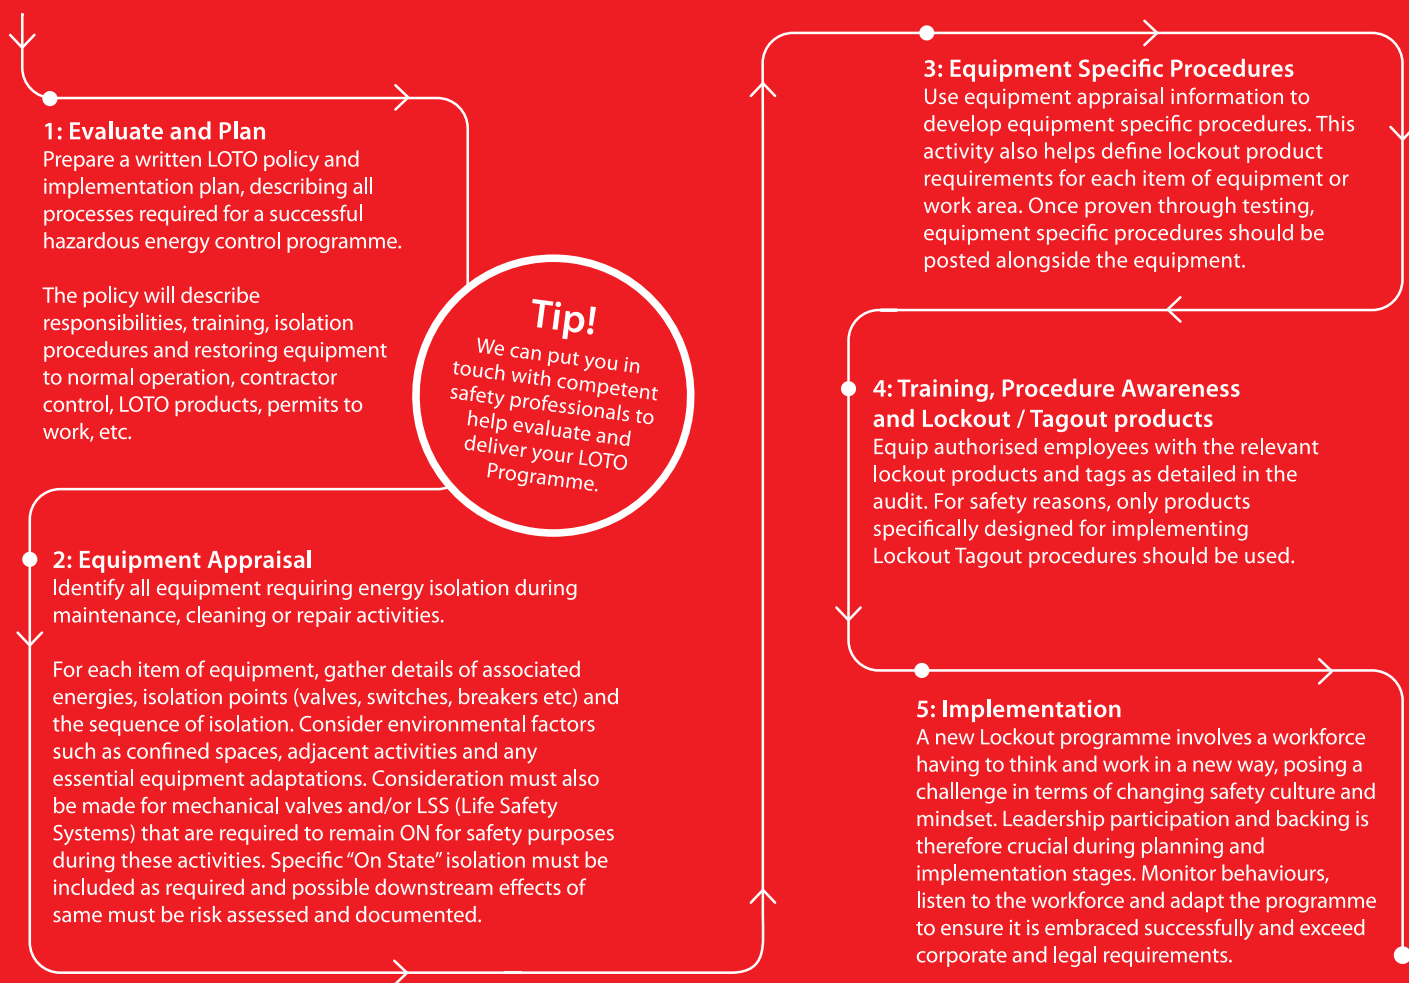 1: Evaluate and Plan
Prepare a written LOTO policy and
implementation plan, describing all
processes required for a successful
hazardous energy control programme.
The policy will describe
responsibilities, training, isolation
procedures and restoring equipment
to normal operation, contractor
control, LOTO products, permits to
work, etc.
Tip!
We can put you in
touch with competent
safety professionals to
help evaluate and
deliver your LOTO
Programme.
2: Equipment Appraisal
Identify all equipment requiring energy isolation during
maintenance, cleaning or repair activities.
For each item of equipment, gather details of associated
energies, isolation points (valves, switches, breakers etc) and
the sequence of isolation. Consider environmental factors
such as confined spaces, adjacent activities and any
essential equipment adaptations. Consideration must also
be made for mechanical valves and/or LSS (Life Safety
Systems) that are required to remain ON for safety purposes
during these activities. Specific “On State” isolation must be
included as required and possible downstream effects of
same must be risk assessed and documented.
3: Equipment Specific Procedures
Use equipment appraisal information to
develop equipment specific procedures. This
activity also helps define lockout product
requirements for each item of equipment or
work area. Once proven through testing,
equipment specific procedures should be
posted alongside the equipment.
4: Training, Procedure Awareness
and Lockout / Tagout products
Equip authorised employees with the relevant
lockout products and tags as detailed in the
audit. For safety reasons, only products
specifically designed for implementing
Lockout Tagout procedures should be used.
5: Implementation
A new Lockout programme involves a workforce
having to think and work in a new way, posing a
challenge in terms of changing safety culture and
mindset. Leadership participation and backing is
therefore crucial during planning and
implementation stages. Monitor behaviours,
listen to the workforce and adapt the programme
to ensure it is embraced successfully and exceed
corporate and legal requirements.